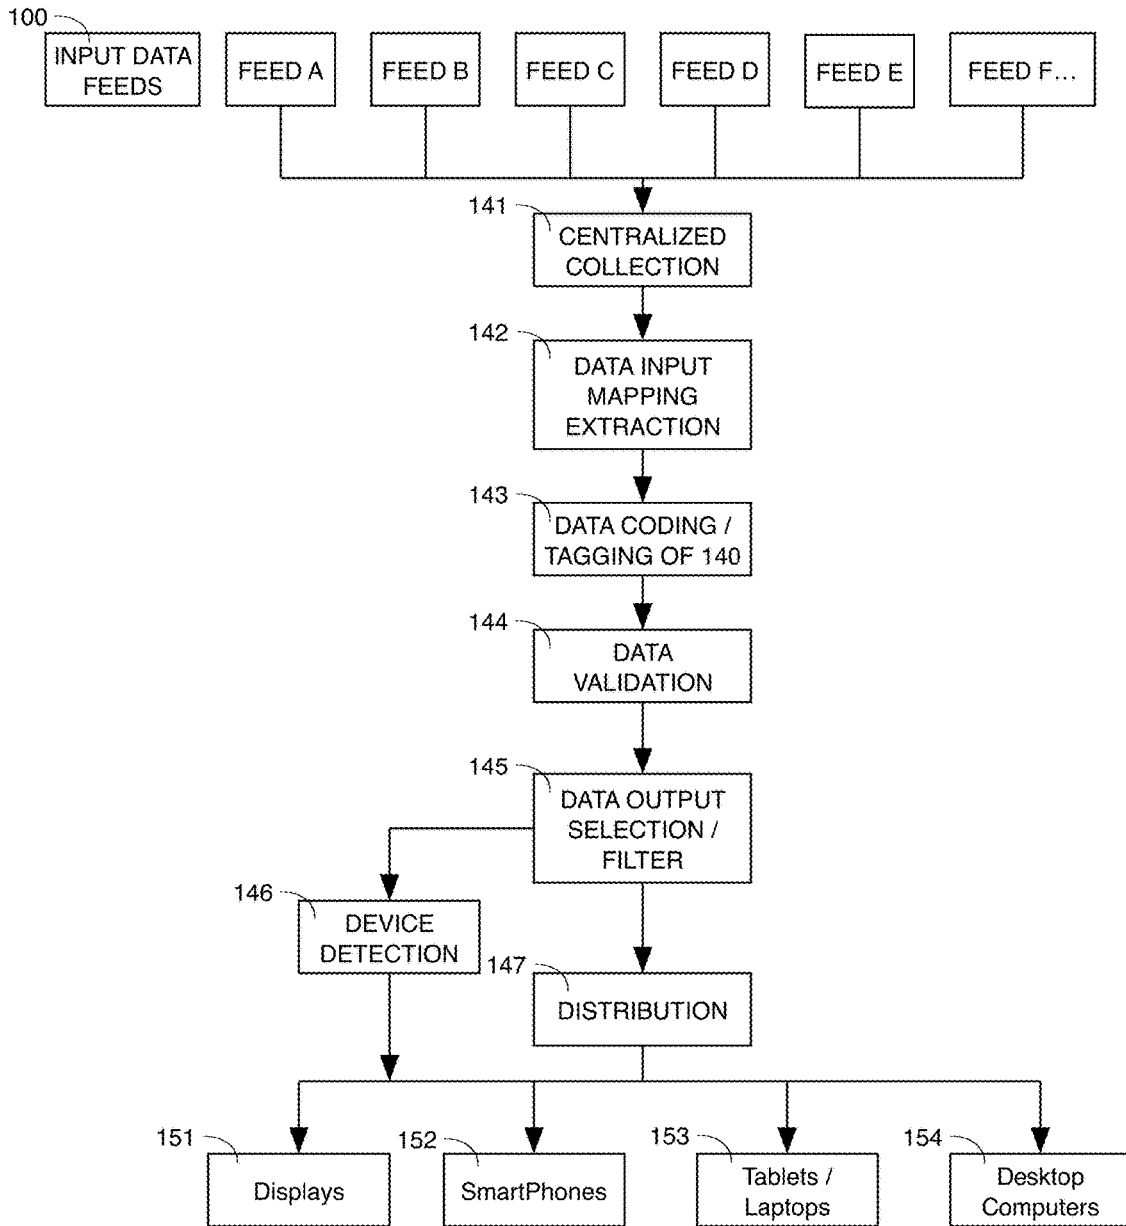 100
INPUT DATA
FEEDS
FEED A
FEED B
FEED C
FEED D
FEED E
FEED F...
141
CENTRALIZED
COLLECTION
142
DATA INPUT
MAPPING
EXTRACTION
143
DATA CODING /
TAGGING OF 140
144
DATA
VALIDATION
145
DATA OUTPUT
SELECTION /
FILTER
146
DEVICE
DETECTION
147
DISTRIBUTION
151
Displays
152
SmartPhones
153
Tablets /
Laptops
154
Desktop
Computers